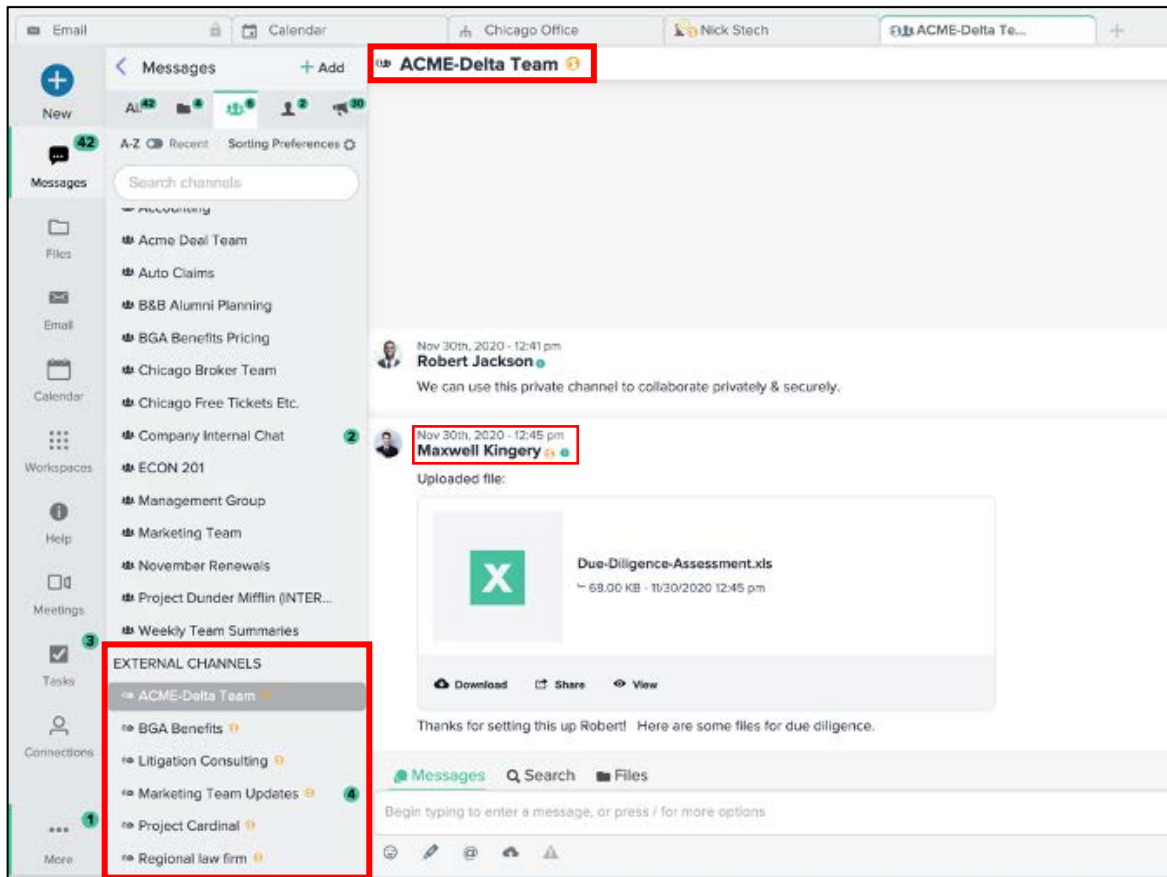 Email
Calendar
Chicago Office
Nick Stech
ACME-Delta Te...
New
42
Messages
Files
Email
Calendar
Workspaces
Help
Meetings
3
Tasks
Connections
1
More
Messages
+ Add
All 42 4 6 2 30
A-Z Recent Sorting Preferences
Search channels
Accounting
Acme Deal Team
Auto Claims
B&B Alumni Planning
BGA Benefits Pricing
Chicago Broker Team
Chicago Free Tickets Etc.
Company Internal Chat 2
ECON 201
Management Group
Marketing Team
November Renewals
Project Dunder Mifflin (INTER...
Weekly Team Summaries
EXTERNAL CHANNELS
ACME-Delta Team
BGA Benefits
Litigation Consulting
Marketing Team Updates 4
Project Cardinal
Regional law firm
ACME-Delta Team
Nov 30th, 2020 - 12:41 pm
Robert Jackson
We can use this private channel to collaborate privately & securely.
Nov 30th, 2020 - 12:45 pm
Maxwell Kingery
Uploaded file:
X
Due-Diligence-Assessment.xls
68.00 KB - 11/30/2020 12:45 pm
Download Share View
Thanks for setting this up Robert! Here are some files for due diligence.
Messages Search Files
Begin typing to enter a message, or press / for more options
@